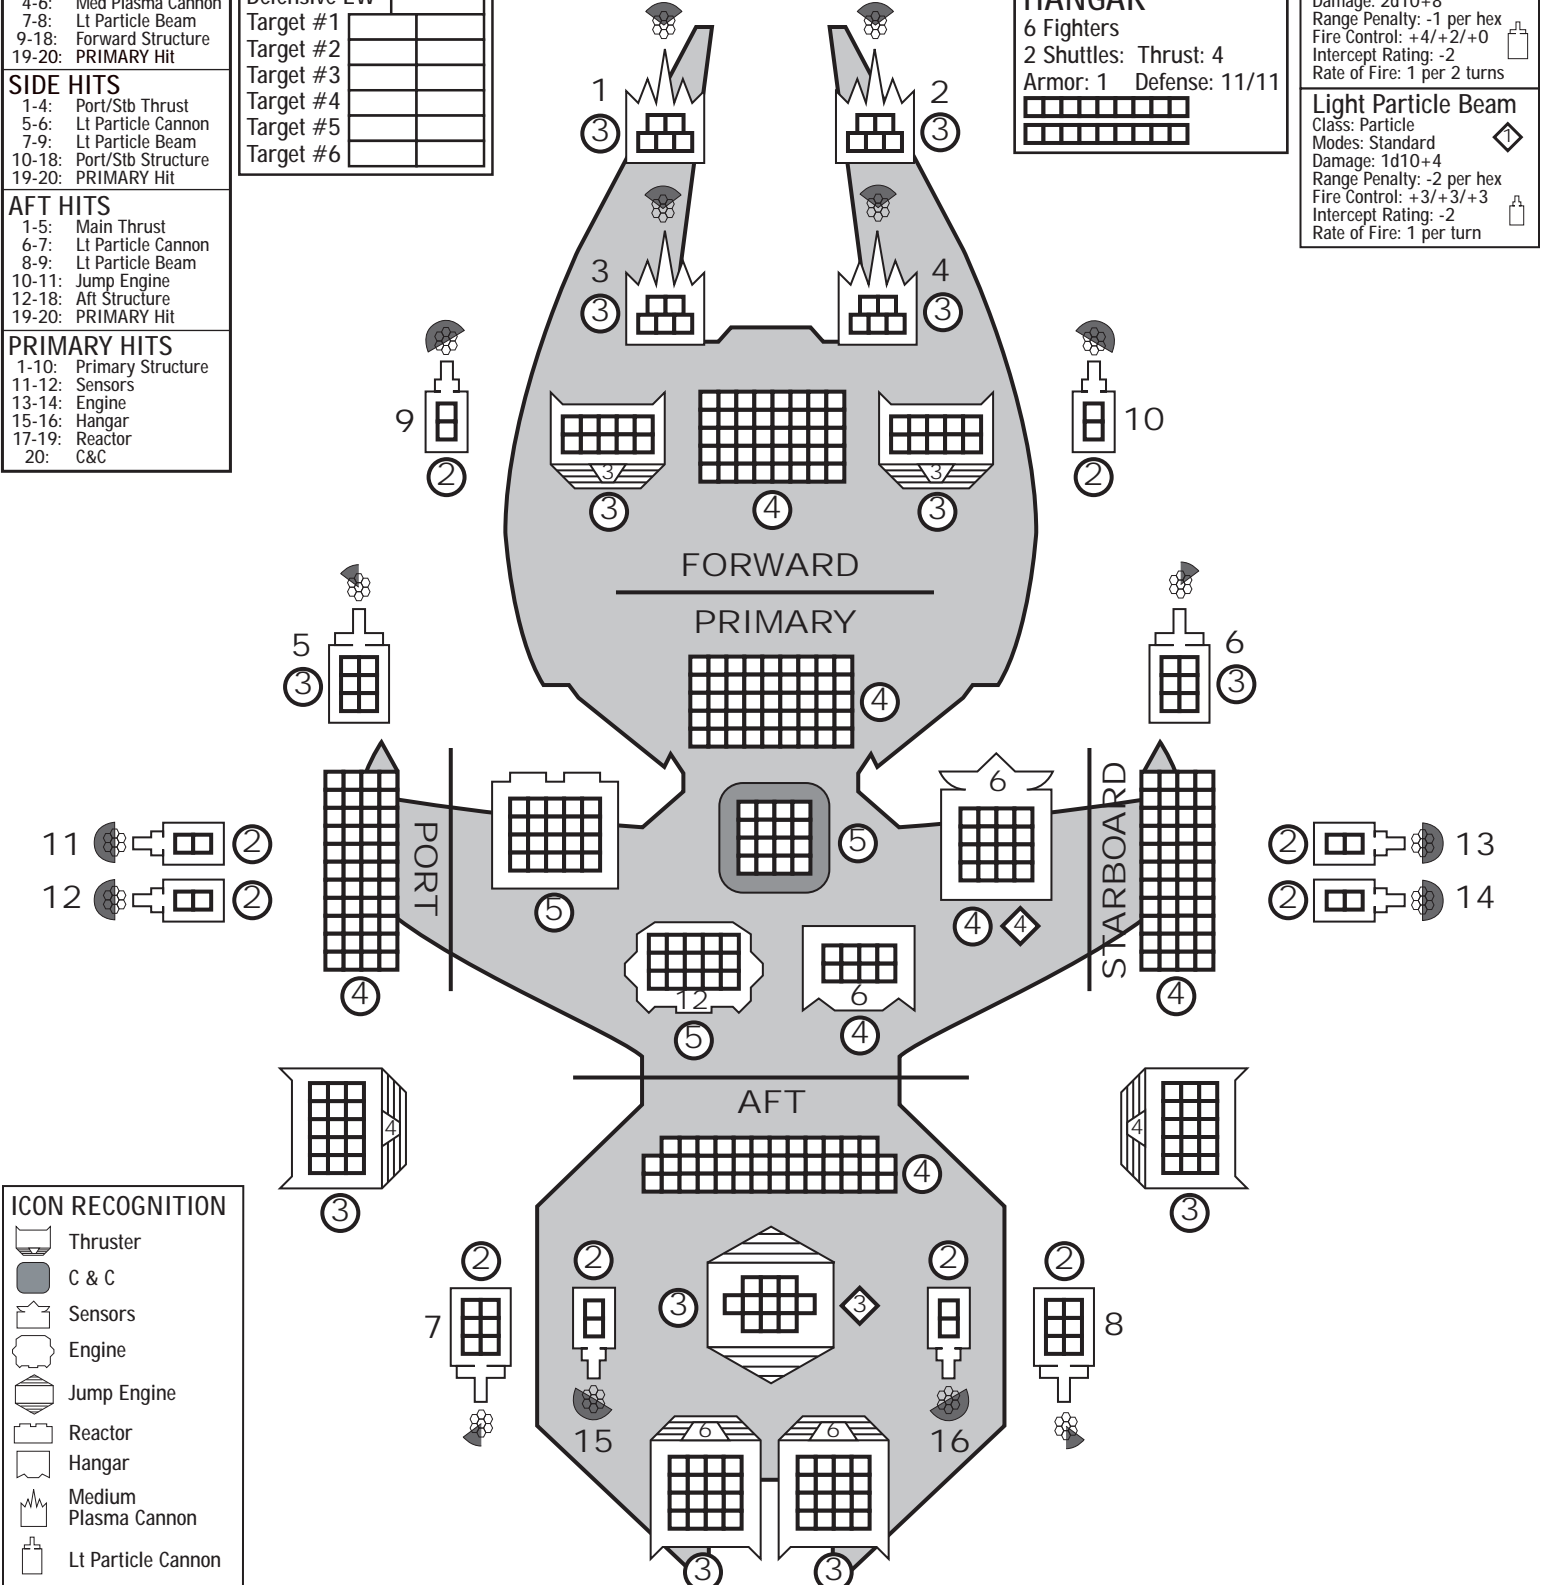 4-6: Med Plasma Cannon
7-8: Lt Particle Beam
9-18: Forward Structure
19-20: PRIMARY Hit
SIDE HITS
1-4: Port/Stb Thrust
5-6: Lt Particle Cannon
7-9: Lt Particle Beam
10-18: Port/Stb Structure
19-20: PRIMARY Hit
AFT HITS
1-5: Main Thrust
6-7: Lt Particle Cannon
8-9: Lt Particle Beam
10-11: Jump Engine
12-18: Aft Structure
19-20: PRIMARY Hit
PRIMARY HITS
1-10: Primary Structure
11-12: Sensors
13-14: Engine
15-16: Hangar
17-19: Reactor
20: C&C
Defensive EW
Target #1
Target #2
Target #3
Target #4
Target #5
Target #6
HANGAR
6 Fighters
2 Shuttles: Thrust: 4
Armor: 1 Defense: 11/11
Damage: 2d10+8
Range Penalty: -1 per hex
Fire Control: +4/+2/+0
Intercept Rating: -2
Rate of Fire: 1 per 2 turns
Light Particle Beam
Class: Particle
Modes: Standard
1
Damage: 1d10+4
Range Penalty: -2 per hex
Fire Control: +3/+3/+3
Intercept Rating: -2
Rate of Fire: 1 per turn
1 2
3 3
3 4
3 3
9 10
2 2
3 3
3 4 3
FORWARD
PRIMARY
5 6
3 3
4
6
PORT
STARBOARD
11 2 5 2 13
12 2 2 14
5 4 4
4 12 6 4
5 4
AFT
4 4
4
3 3
2 2 2 2
7 3 3 8
15 6 6 16
3 3
ICON RECOGNITION
Thruster
C & C
Sensors
Engine
Jump Engine
Reactor
Hangar
Medium
Plasma Cannon
Lt Particle Cannon